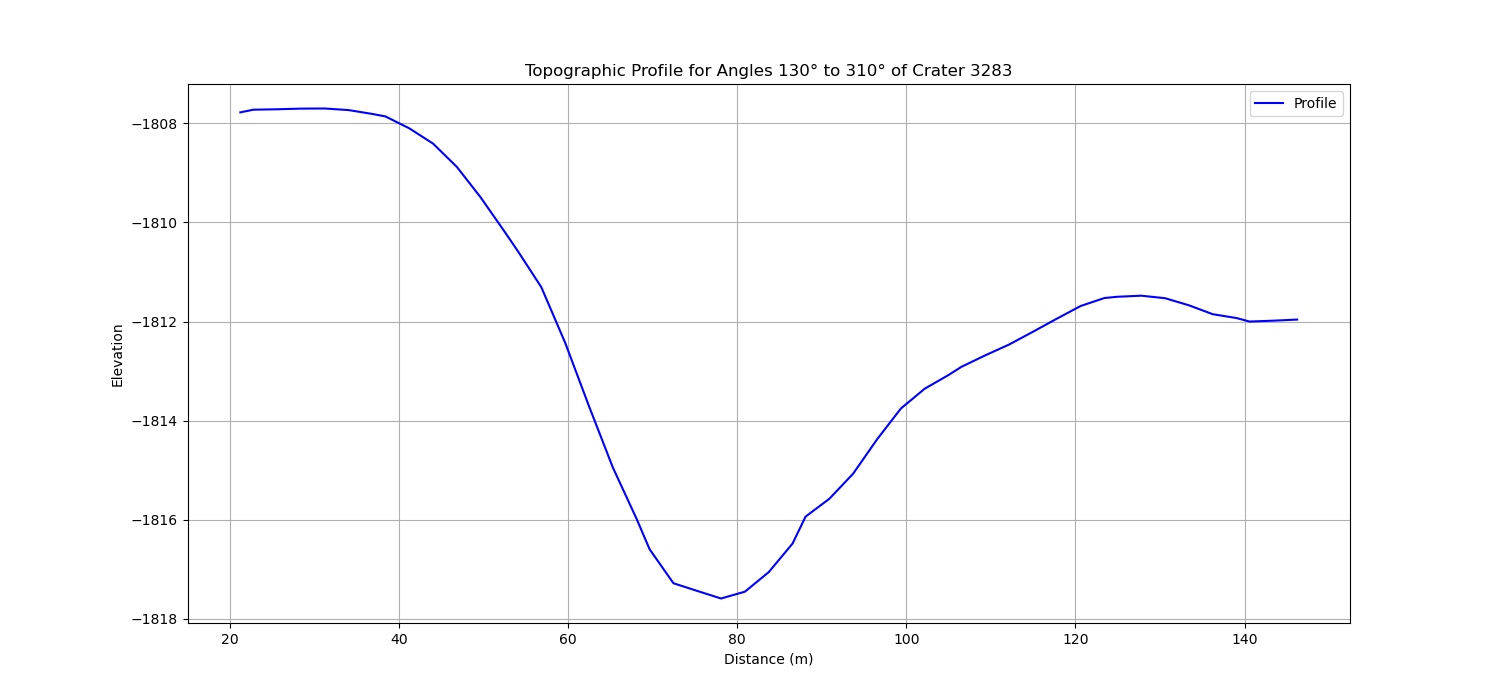 Topographic Profile for Angles 130° to 310° of Crater 3283
Profile
−1808
−1810
−1812
−1814
−1816
−1818
Elevation
20 40 60 80 100 120 140
Distance (m)